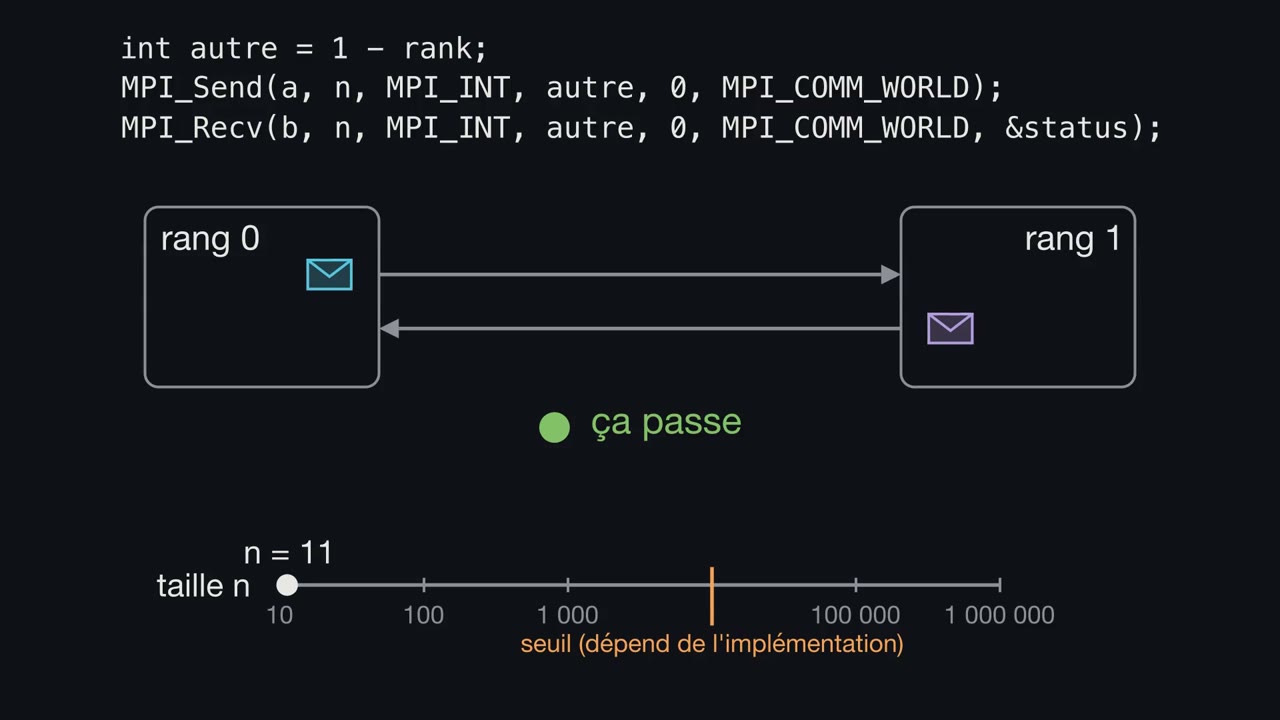 int autre = 1 − rank;
MPI_Send(a, n, MPI_INT, autre, 0, MPI_COMM_WORLD);
MPI_Recv(b, n, MPI_INT, autre, 0, MPI_COMM_WORLD, &status);
rang 0
rang 1
ça passe
n = 11
taille n
10 100 1 000 100 000 1 000 000
seuil (dépend de l'implémentation)